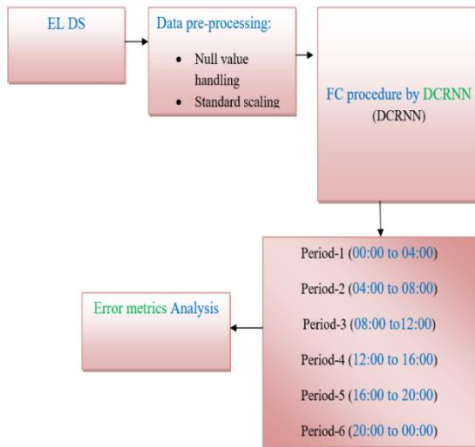 EL DS
Data pre-processing:
• Null value
handling
• Standard scaling
FC procedure by DCRNN
(DCRNN)
Period-1 (00:00 to 04:00)
Period-2 (04:00 to 08:00)
Period-3 (08:00 to12:00)
Period-4 (12:00 to 16:00)
Period-5 (16:00 to 20:00)
Period-6 (20:00 to 00:00)
Error metrics Analysis